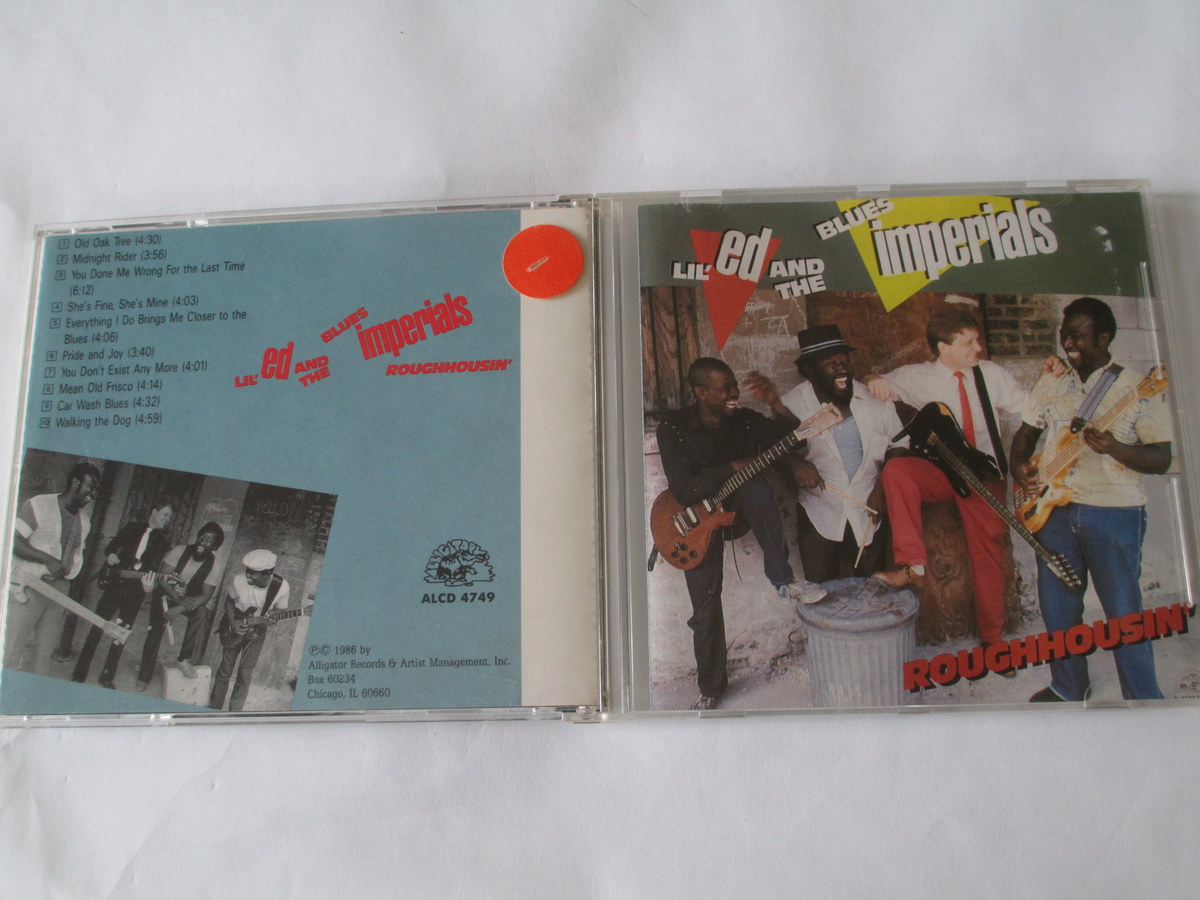 1 Old Oak Tree (4:30)
2 Midnight Rider (3:56)
3 You Done Me Wrong For the Last Time
(6:12)
4 She's Fine, She's Mine (4:03)
5 Everything I Do Brings Me Closer to the
Blues (4:06)
6 Pride and Joy (3:40)
7 You Don't Exist Any More (4:01)
8 Mean Old Frisco (4:14)
9 Car Wash Blues (4:32)
10 Walking the Dog (4:59)
LIL' ed AND THE BLUES imperials
ROUGHHOUSIN'
ALLIGATOR
ALCD 4749
℗© 1986 by
Alligator Records & Artist Management, Inc.
Box 60234
Chicago, IL 60660
LIL' ed AND THE BLUES imperials
ROUGHHOUSIN'